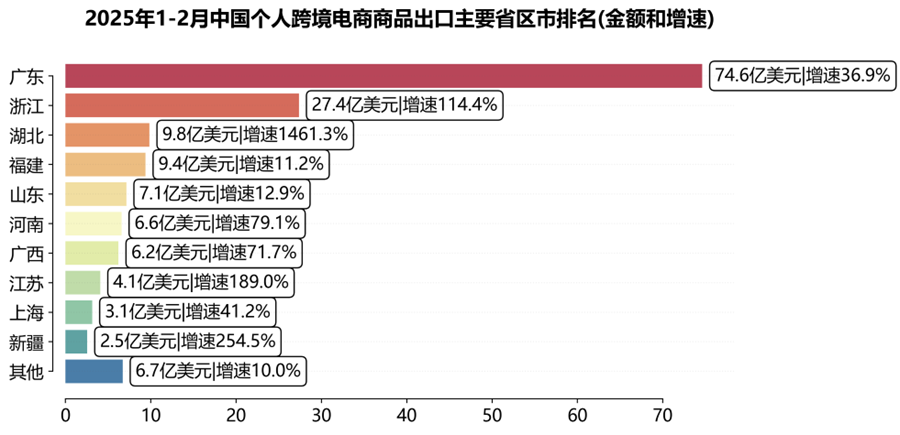 2025年1-2月中国个人跨境电商商品出口主要省区市排名(金额和增速)
广东 74.6亿美元|增速36.9%
浙江 27.4亿美元|增速114.4%
湖北 9.8亿美元|增速1461.3%
福建 9.4亿美元|增速11.2%
山东 7.1亿美元|增速12.9%
河南 6.6亿美元|增速79.1%
广西 6.2亿美元|增速71.7%
江苏 4.1亿美元|增速189.0%
上海 3.1亿美元|增速41.2%
新疆 2.5亿美元|增速254.5%
其他 6.7亿美元|增速10.0%
0 10 20 30 40 50 60 70